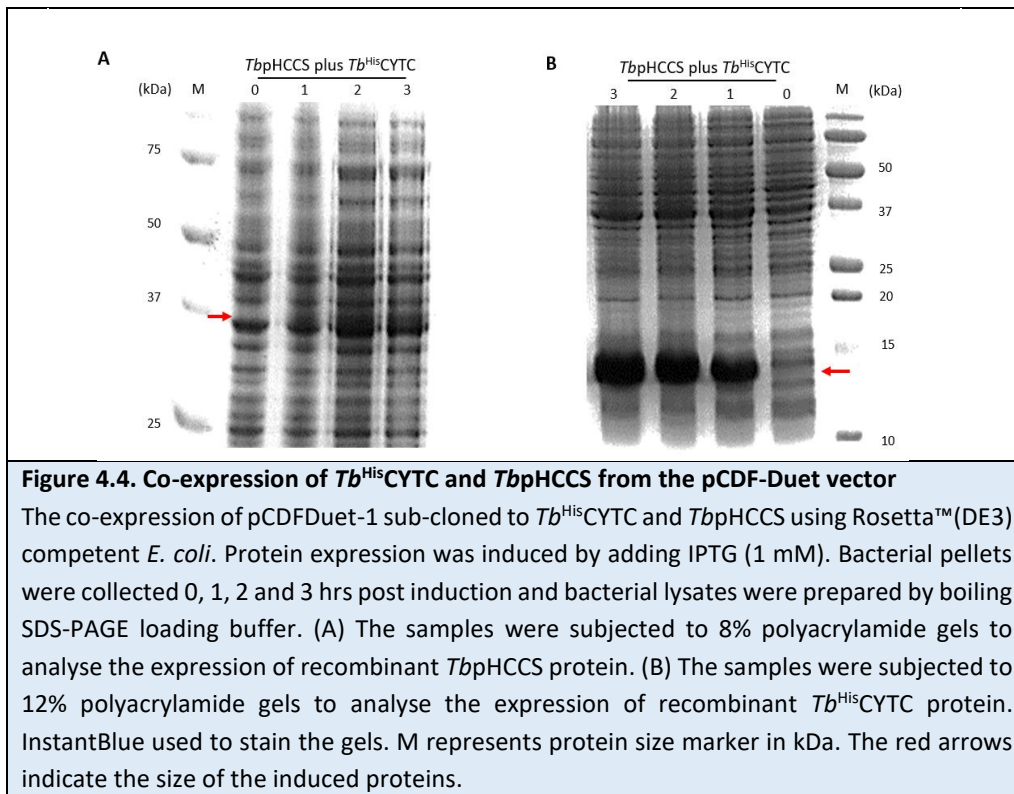 A
TbpHCCS plus TbHisCYTC
(kDa) M 0 1 2 3
75
50
37
25
B
TbpHCCS plus TbHisCYTC
3 2 1 0 M (kDa)
50
37
25
20
15
10
Figure 4.4. Co-expression of TbHisCYTC and TbpHCCS from the pCDF-Duet vector
The co-expression of pCDFDuet-1 sub-cloned to TbHisCYTC and TbpHCCS using Rosetta™(DE3)
competent E. coli. Protein expression was induced by adding IPTG (1 mM). Bacterial pellets
were collected 0, 1, 2 and 3 hrs post induction and bacterial lysates were prepared by boiling
SDS-PAGE loading buffer. (A) The samples were subjected to 8% polyacrylamide gels to
analyse the expression of recombinant TbpHCCS protein. (B) The samples were subjected to
12% polyacrylamide gels to analyse the expression of recombinant TbHisCYTC protein.
InstantBlue used to stain the gels. M represents protein size marker in kDa. The red arrows
indicate the size of the induced proteins.